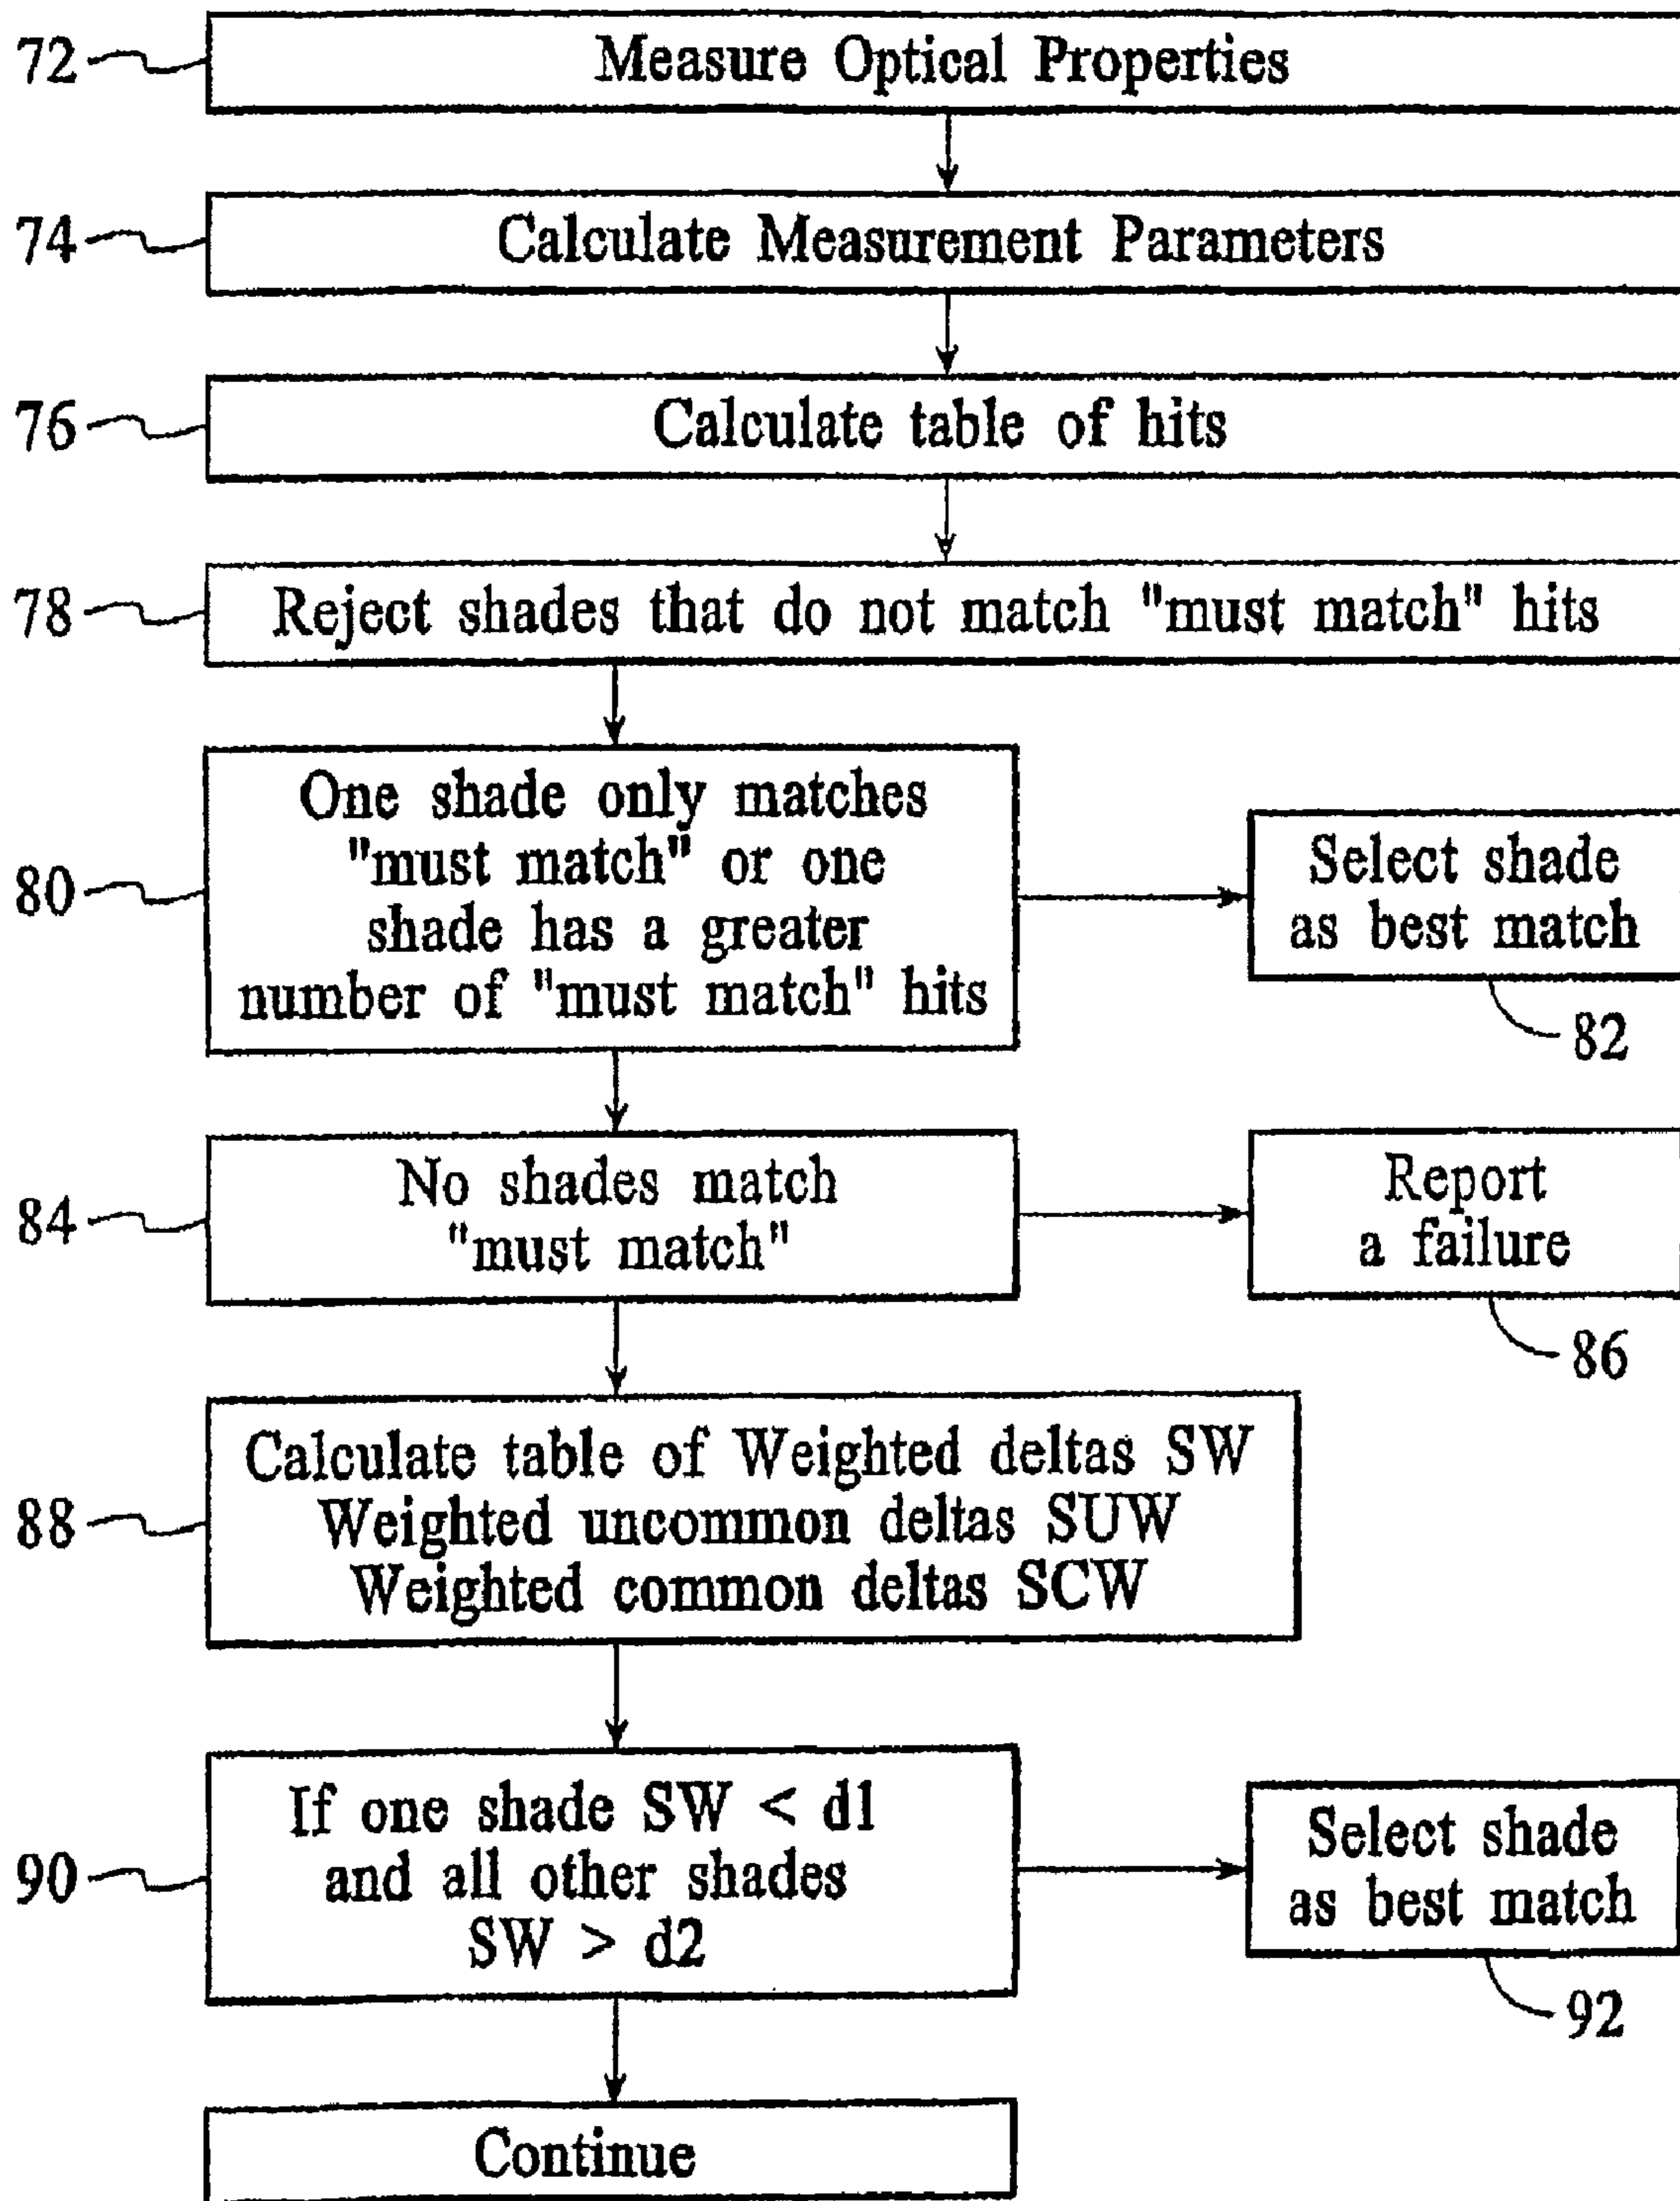 72
Measure Optical Properties
74
Calculate Measurement Parameters
76
Calculate table of hits
78
Reject shades that do not match "must match" hits
80
One shade only matches
"must match" or one
shade has a greater
number of "must match" hits
Select shade
as best match
82
84
No shades match
"must match"
Report
a failure
86
88
Calculate table of Weighted deltas SW
Weighted uncommon deltas SUW
Weighted common deltas SCW
90
If one shade SW < d1
and all other shades
SW > d2
Select shade
as best match
92
Continue